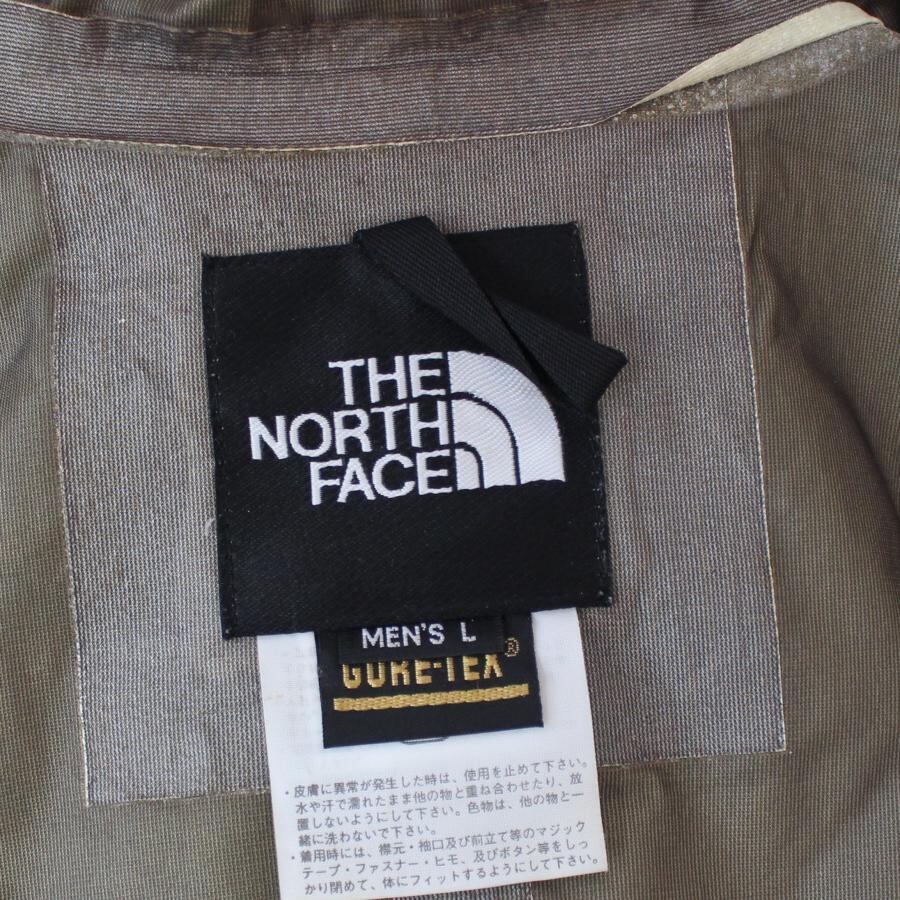 THE
NORTH
FACE
MEN'S L
GORE-TEX®
・皮膚に異常が発生した時は、使用を止めて下さい。
水や汗で濡れたまま他の物と重ね合わせたり、放
置しないようにして下さい。色物は、他の物と一
緒に洗わないで下さい。
・着用時には、襟元・袖口及び前立て等のマジック
テープ・ファスナー・ヒモ、及びボタン等をしっ
かり閉めて、体にフィットするようにして下さい。